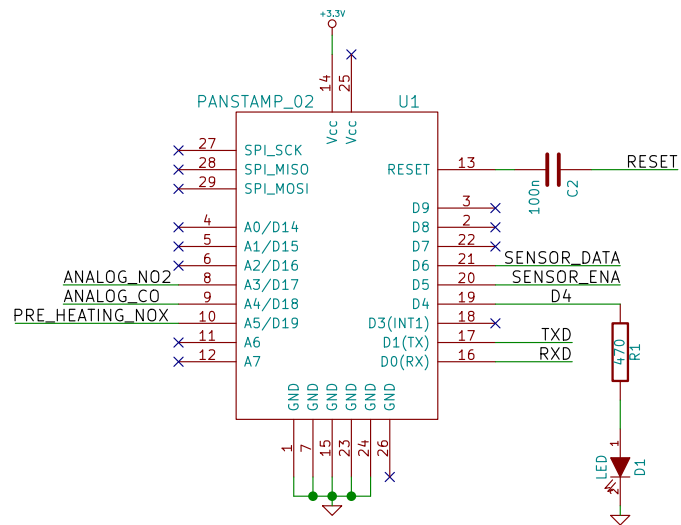 +3.3V
14
25
PANSTAMP_02
U1
Vcc
Vcc
27 SPI_SCK
28 SPI_MISO
29 SPI_MOSI
RESET 13
100n
C2
RESET
D9 3
D8 2
D7 22
4 A0/D14
5 A1/D15
6 A2/D16
ANALOG_NO2 8 A3/D17
ANALOG_CO 9 A4/D18
PRE_HEATING_NOX 10 A5/D19
11 A6
12 A7
D6 21 SENSOR_DATA
D5 20 SENSOR_ENA
D4 19 D4
D3(INT1) 18
D1(TX) 17 TXD
D0(RX) 16 RXD
470
R1
GND
GND
GND
GND
GND
GND
1
7
15
23
24
26
1
LED
D1
2